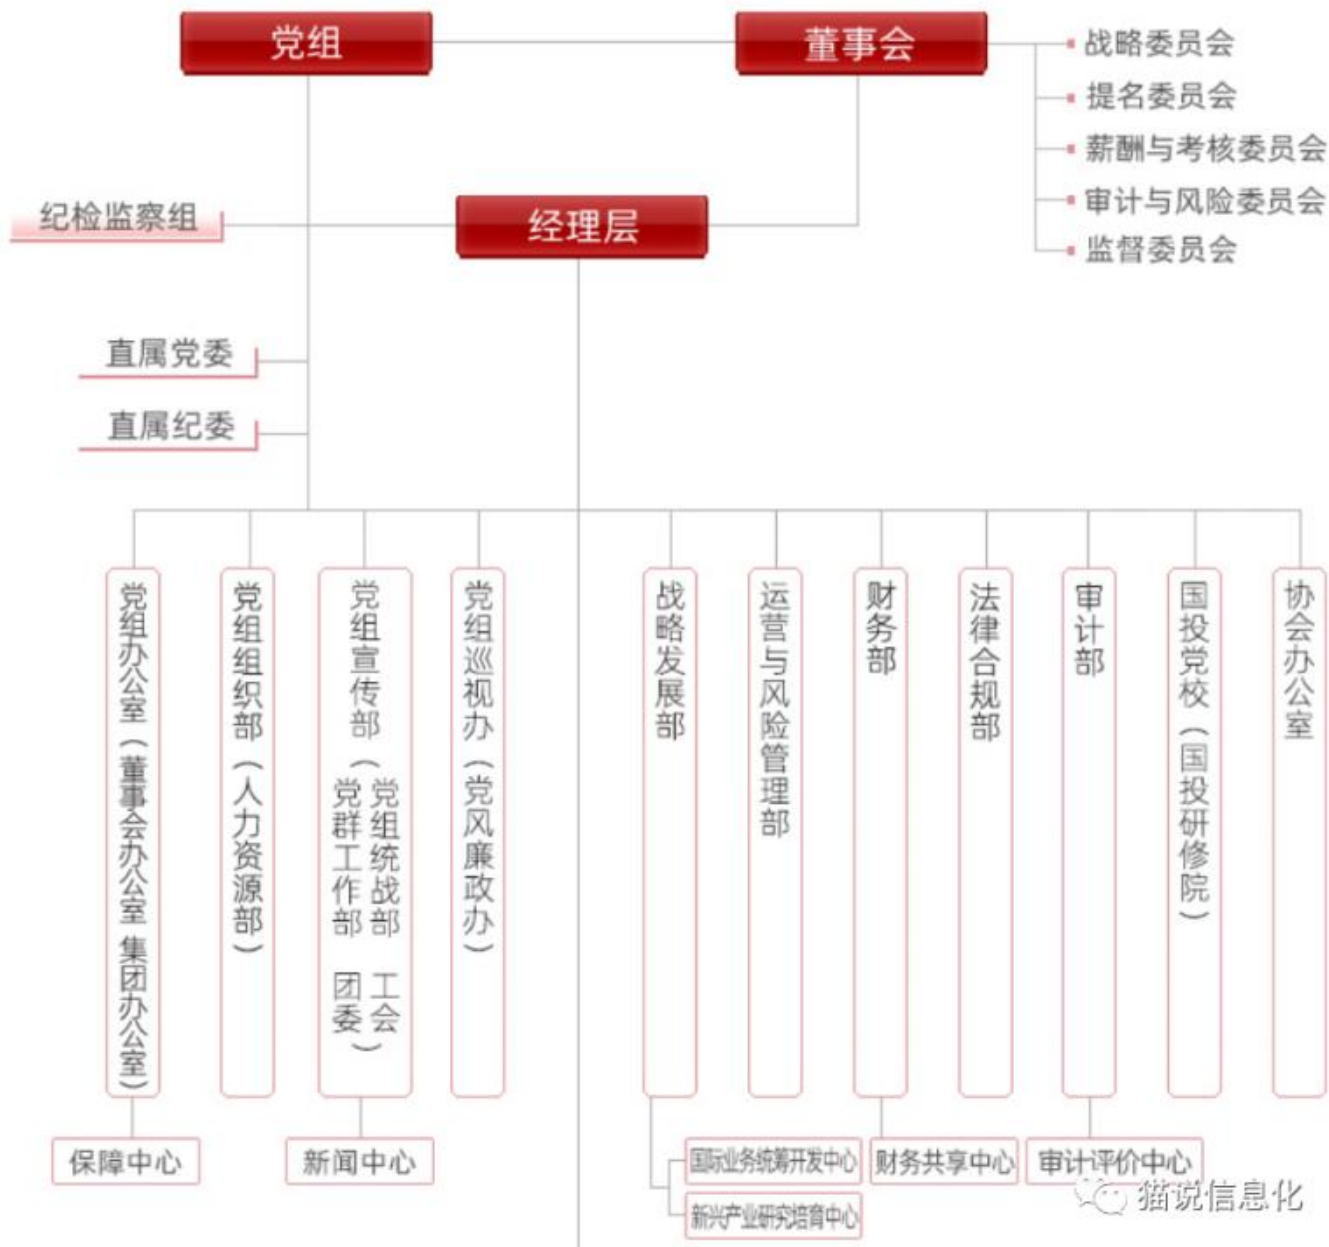 党组
董事会
战略委员会
提名委员会
薪酬与考核委员会
审计与风险委员会
监督委员会
纪检监察组
经理层
直属党委
直属纪委
党组办公室（董事会办公室 集团办公室）
党组组织部（人力资源部）
党组宣传部（党组统战部 工会
党群工作部 团委）
党组巡视办（党风廉政办）
战略发展部
运营与风险管理部
财务部
法律合规部
审计部
国投党校（国投研修院）
协会办公室
保障中心
新闻中心
国际业务统筹开发中心
财务共享中心
审计评价中心
新兴产业研究培育中心
猫说信息化